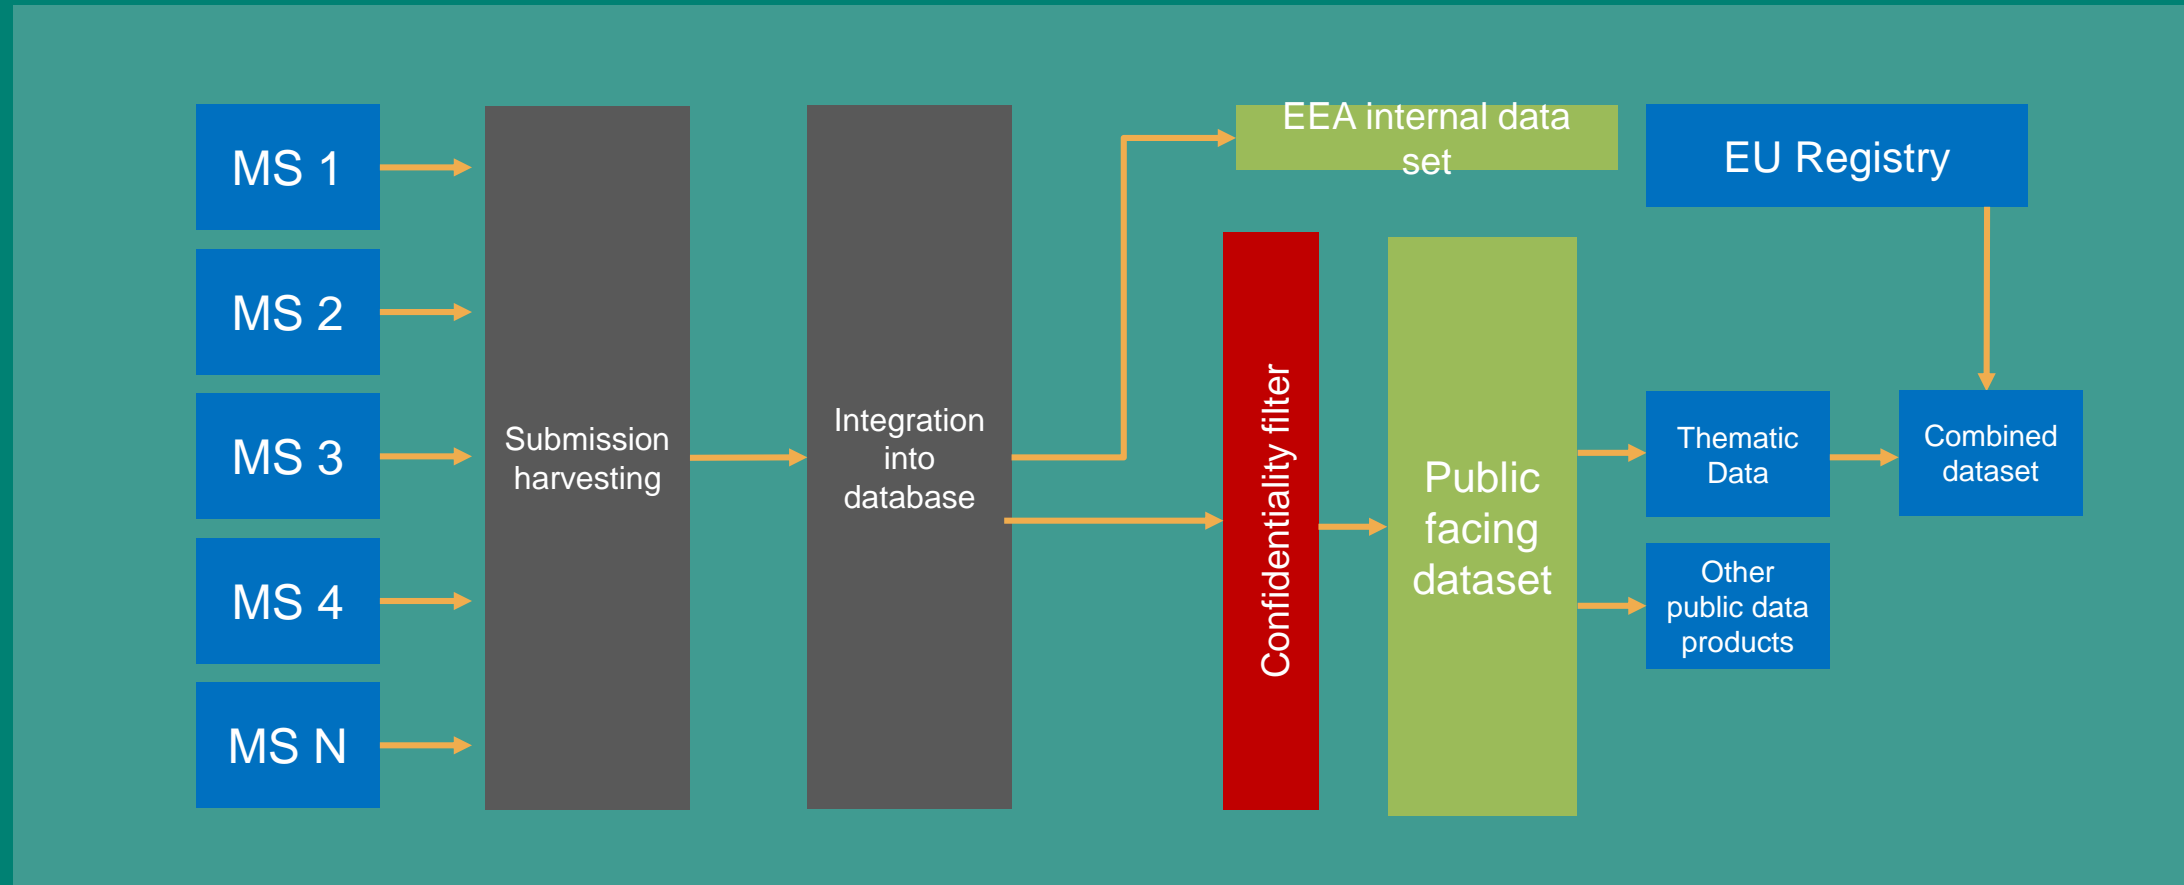 MS 1
MS 2
MS 3
MS 4
MS N
Submission
harvesting
Integration
into
database
EEA internal data
set
Confidentiality filter
Public
facing
dataset
EU Registry
Thematic
Data
Combined
dataset
Other
public data
products